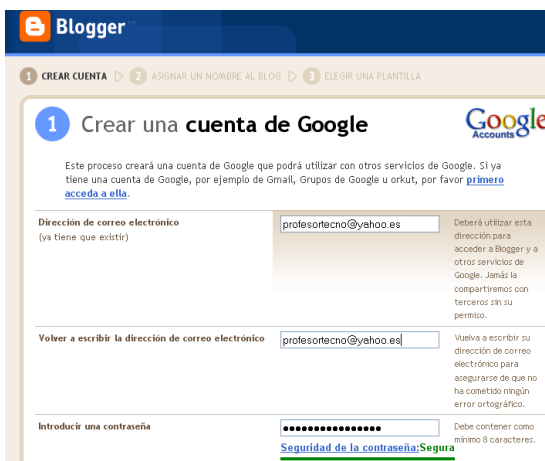 Blogger™
1 CREAR CUENTA 2 ASIGNAR UN NOMBRE AL BLOG 3 ELEGIR UNA PLANTILLA
1 Crear una cuenta de Google
Google
Accounts
Este proceso creará una cuenta de Google que podrá utilizar con otros servicios de Google. Si ya
tiene una cuenta de Google, por ejemplo de Gmail, Grupos de Google u orkut, por favor primero
acceda a ella.
Dirección de correo electrónico
(ya tiene que existir)
profesortecno@yahoo.es
Deberá utilizar esta
dirección para
acceder a Blogger y a
otros servicios de
Google. Jamás la
compartiremos con
terceros sin su
permiso.
Volver a escribir la dirección de correo electrónico
profesortecno@yahoo.es
Vuelva a escribir su
dirección de correo
electrónico para
asegurarse de que no
ha cometido ningún
error ortográfico.
Introducir una contraseña
••••••••••••••••
Seguridad de la contraseña:Segura
Debe contener como
mínimo 8 caracteres.